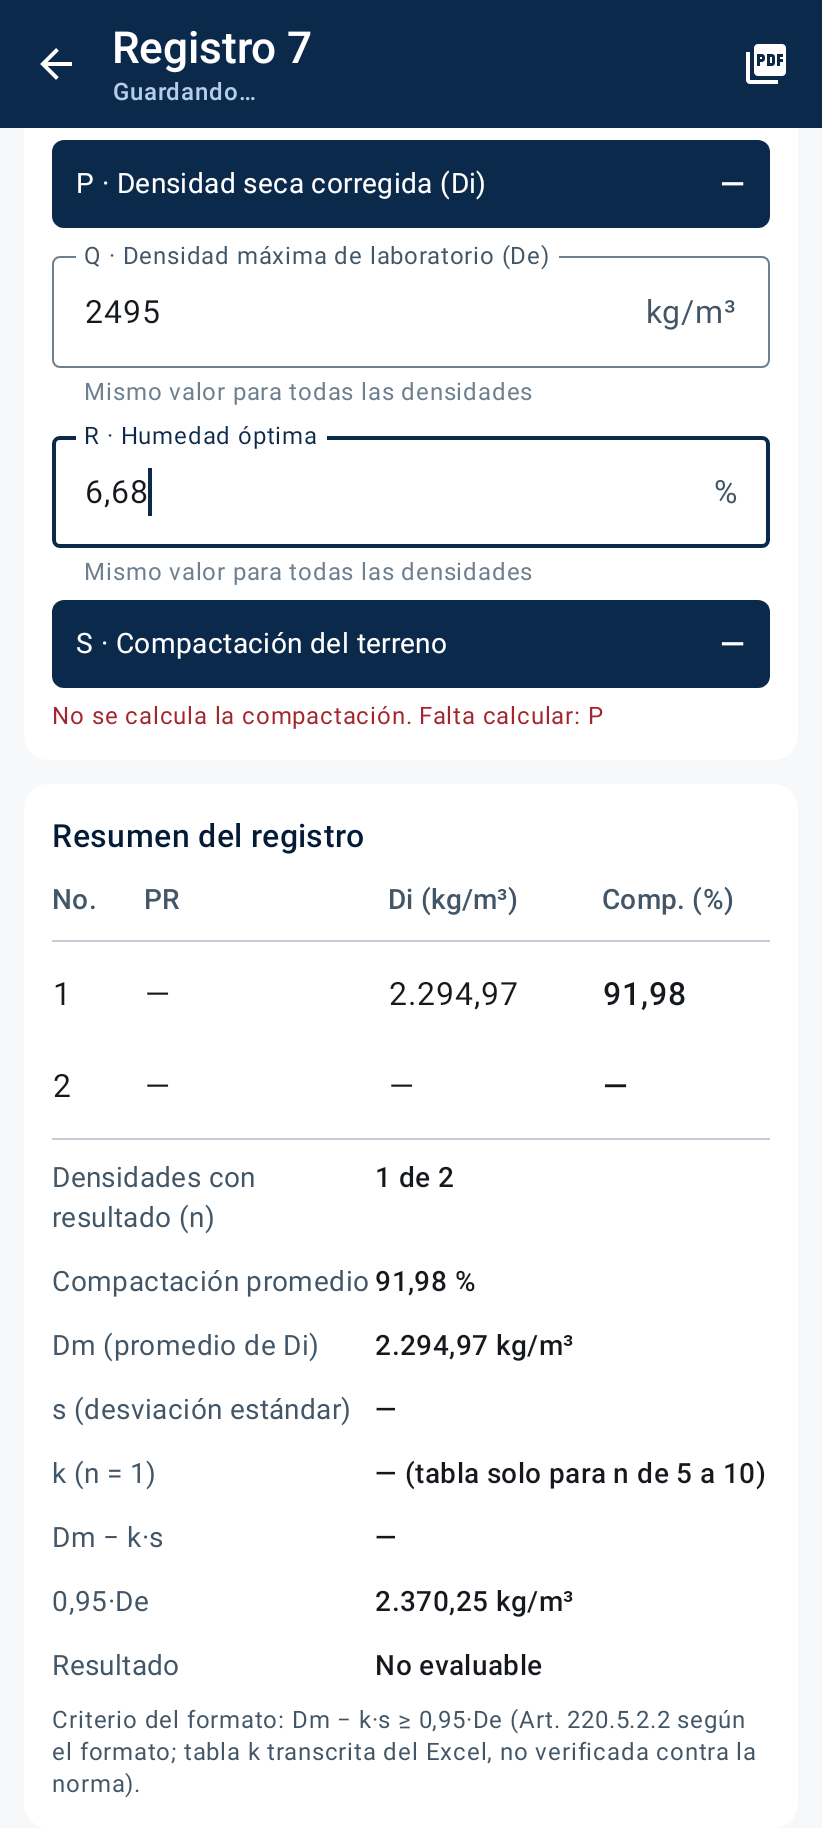 Registro 7
Guardando…
PDF
P · Densidad seca corregida (Di) —
Q · Densidad máxima de laboratorio (De)
2495 kg/m³
Mismo valor para todas las densidades
R · Humedad óptima
6,68 %
Mismo valor para todas las densidades
S · Compactación del terreno —
No se calcula la compactación. Falta calcular: P
Resumen del registro
No. PR Di (kg/m³) Comp. (%)
1 — 2.294,97 91,98
2 — — —
Densidades con
resultado (n) 1 de 2
Compactación promedio 91,98 %
Dm (promedio de Di) 2.294,97 kg/m³
s (desviación estándar) —
k (n = 1) — (tabla solo para n de 5 a 10)
Dm − k·s —
0,95·De 2.370,25 kg/m³
Resultado No evaluable
Criterio del formato: Dm − k·s ≥ 0,95·De (Art. 220.5.2.2 según
el formato; tabla k transcrita del Excel, no verificada contra la
norma).